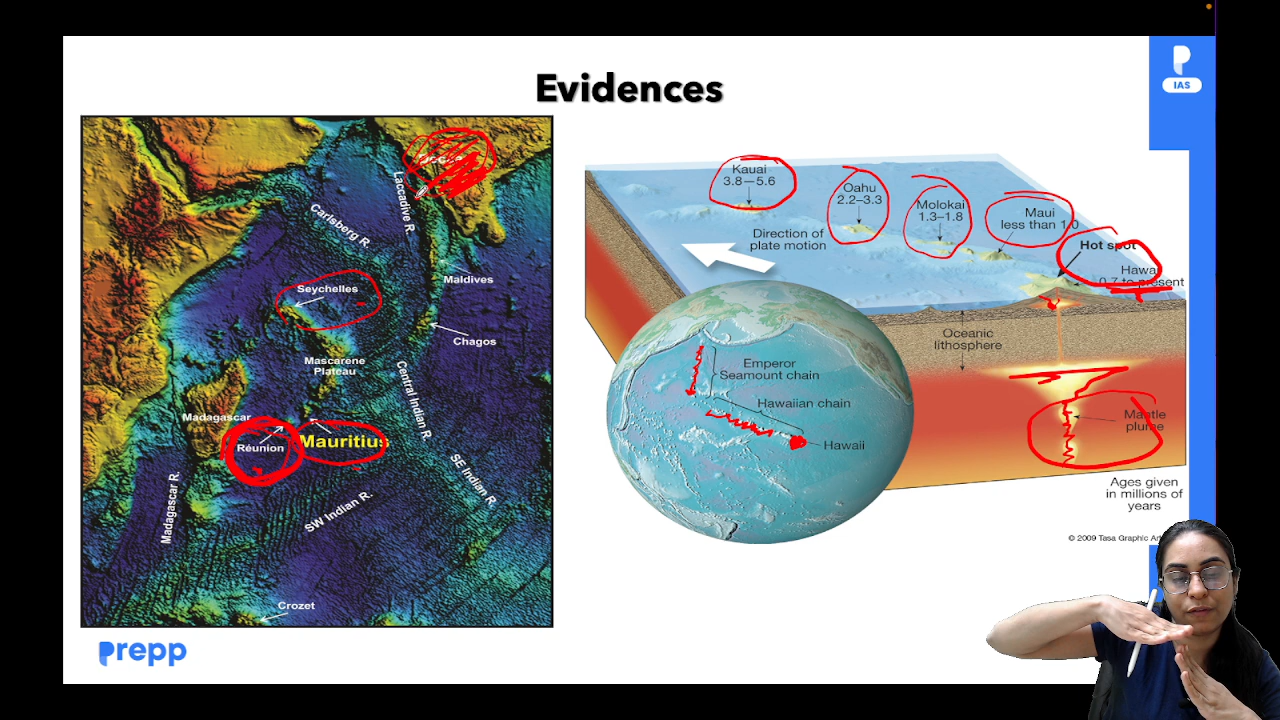 Evidences
P
IAS
Laccadive R.
Carlsberg R.
Seychelles
Maldives
Chagos
Mascarene
Plateau
Central Indian R.
Madagascar
Réunion
Mauritius
SE Indian R.
SW Indian R.
Madagascar R.
Crozet
Kauai
3.8—5.6
Oahu
2.2–3.3
Molokai
1.3–1.8
Maui
less than 1.0
Hot spot
Hawai
0.7 to present
Direction of
plate motion
Oceanic
lithosphere
Emperor
Seamount chain
Hawaiian chain
Hawaii
Mantle
plume
Ages given
in millions of
years
© 2009 Tasa Graphic Art
prepp